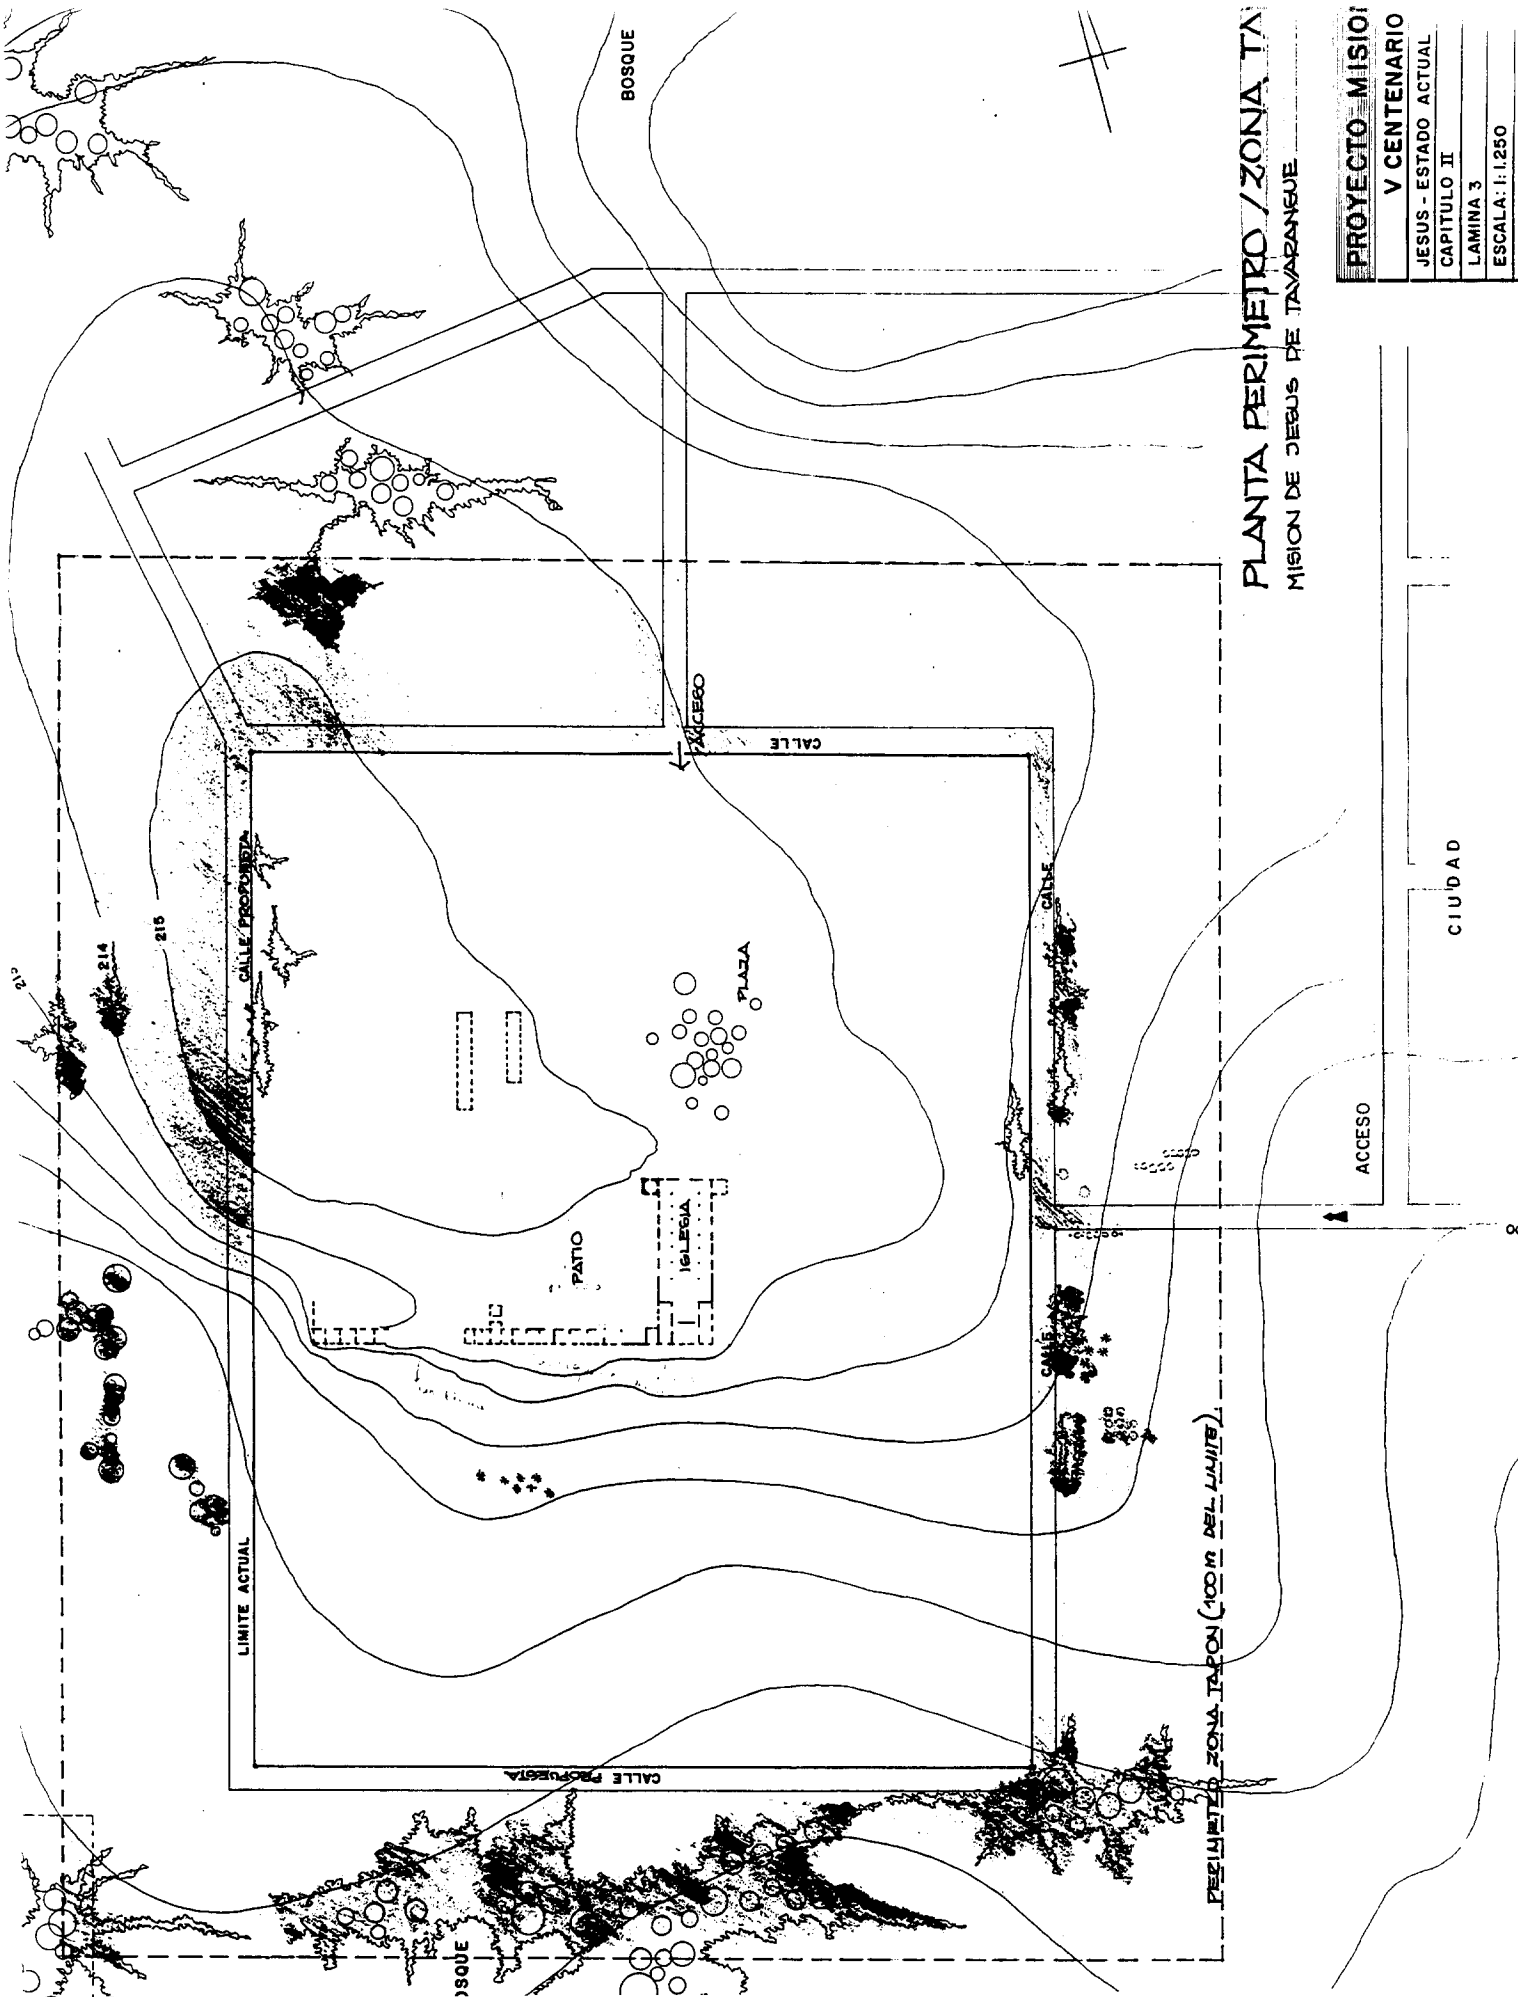 PLANTA PERIMETRO / ZONA TA
MISION DE JESUS DE TAVARANGUE
PROYECTO MISIO
V CENTENARIO
JESUS - ESTADO ACTUAL
CAPITULO II
LAMINA 3
ESCALA: 1:1.250
BOSQUE
ACCESO
CALLE
CALLE PROPUESTA
215
214
21
PLAZA
CALLE
PATIO
IGLESIA
CALLE
LIMITE ACTUAL
CALLE PROPUESTA
PERIMETRO ZONA TAPON (100 m DEL LIMITE)
OSQUE
ACCESO
CIUDAD